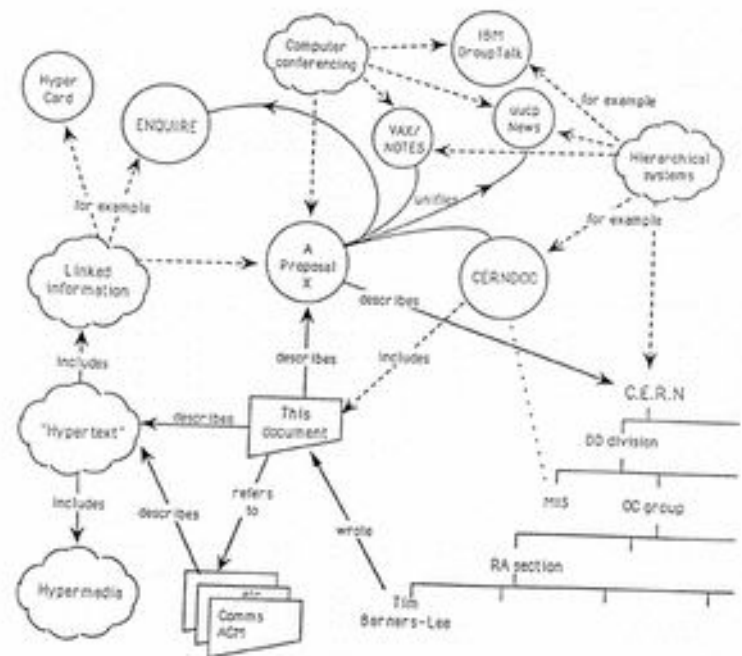 Computer
conferencing
IBM
GroupTalk
Hyper
Card
ENQUIRE
VAX/
NOTES
uucp
News
for example
Hierarchical
systems
for example
unifies
for example
Linked
information
A
Proposal
X
CERNDOC
describes
includes
describes
includes
C.E.R.N
"Hypertext"
describes
This
document
DD division
refers
to
MIS
OC group
includes
describes
wrote
RA section
Hypermedia
etc
Comms
ACM
Tim
Berners-Lee